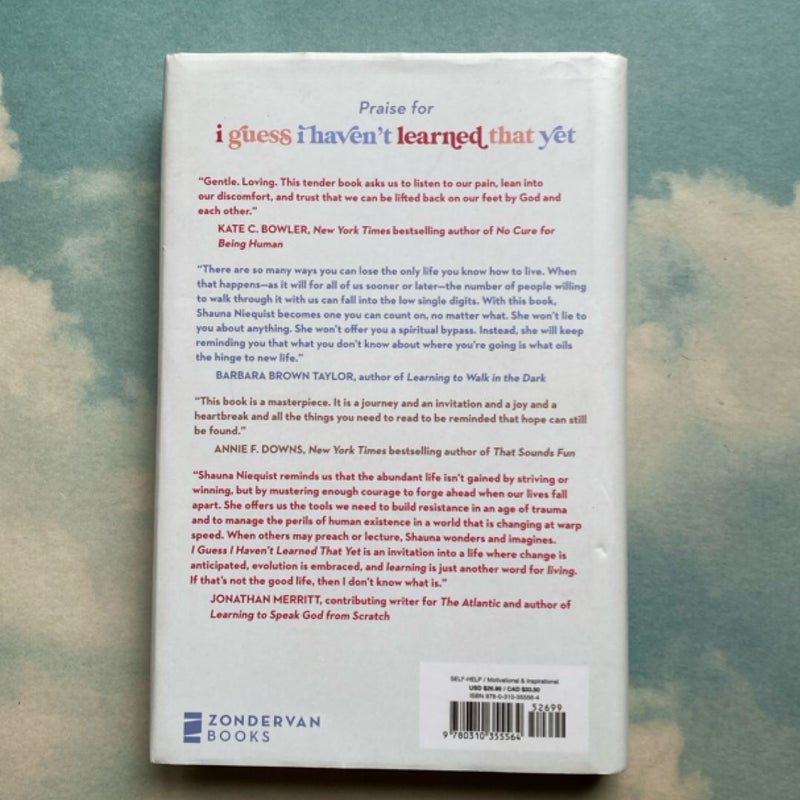 Praise for
i guess i haven't learned that yet
"Gentle. Loving. This tender book asks us to listen to our pain, lean into
our discomfort, and trust that we can be lifted back on our feet by God and
each other."
KATE C. BOWLER, New York Times bestselling author of No Cure for
Being Human
"There are so many ways you can lose the only life you know how to live. When
that happens—as it will for all of us sooner or later—the number of people willing
to walk through it with us can fall into the low single digits. With this book,
Shauna Niequist becomes one you can count on, no matter what. She won't lie to
you about anything. She won't offer you a spiritual bypass. Instead, she will keep
reminding you that what you don't know about where you're going is what oils
the hinge to new life."
BARBARA BROWN TAYLOR, author of Learning to Walk in the Dark
"This book is a masterpiece. It is a journey and an invitation and a joy and a
heartbreak and all the things you need to read to be reminded that hope can still
be found."
ANNIE F. DOWNS, New York Times bestselling author of That Sounds Fun
"Shauna Niequist reminds us that the abundant life isn't gained by striving or
winning, but by mustering enough courage to forge ahead when our lives fall
apart. She offers us the tools we need to build resistance in an age of trauma
and to manage the perils of human existence in a world that is changing at warp
speed. When others may preach or lecture, Shauna wonders and imagines.
I Guess I Haven't Learned That Yet is an invitation into a life where change is
anticipated, evolution is embraced, and learning is just another word for living.
If that's not the good life, then I don't know what is."
JONATHAN MERRITT, contributing writer for The Atlantic and author of
Learning to Speak God from Scratch
SELF-HELP / Motivational & Inspirational
USD $26.99 / CAD $33.50
ISBN 978-0-310-35556-4
52699
9 780310 355564
ZONDERVAN
BOOKS